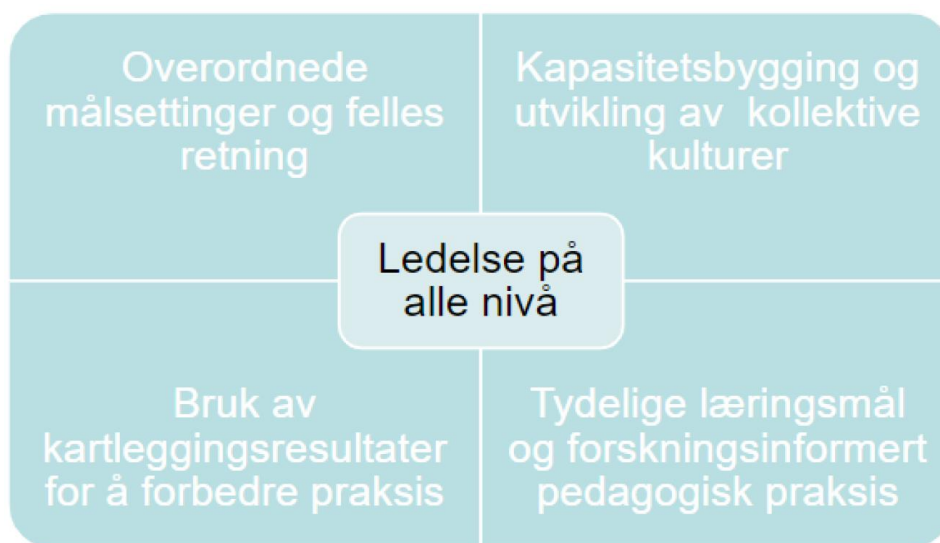 Overordnede
målsettinger og felles
retning
Kapasitetsbygging og
utvikling av kollektive
kulturer
Ledelse på
alle nivå
Bruk av
kartleggingsresultater
for å forbedre praksis
Tydelige læringsmål
og forskningsinformert
pedagogisk praksis